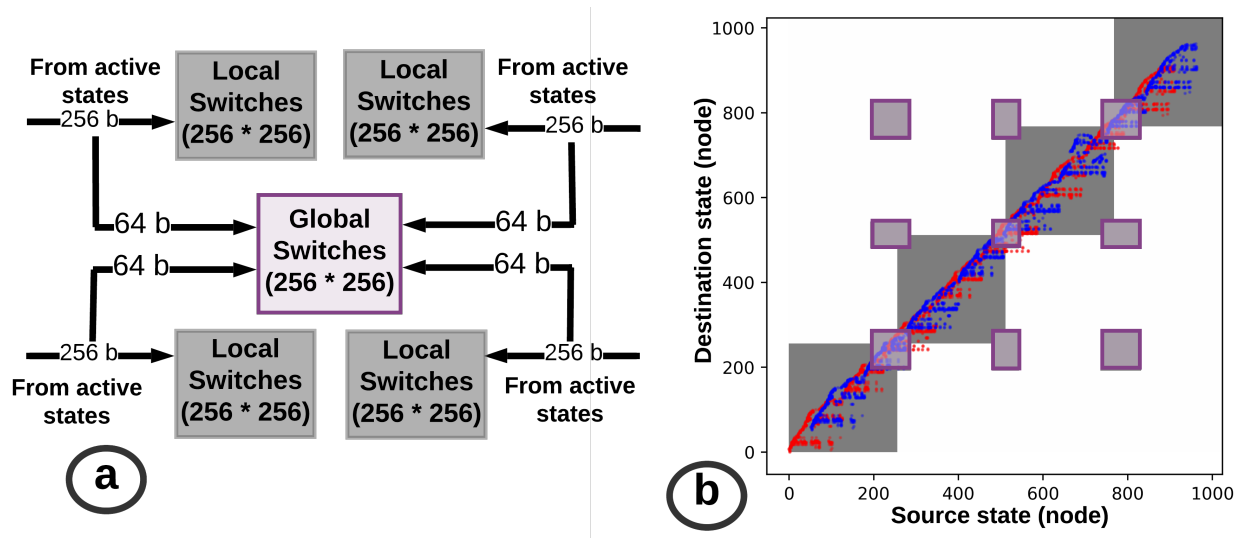 From active
states
256 b
Local
Switches
(256 * 256)
Local
Switches
(256 * 256)
From active
states
256 b
64 b
64 b
Global
Switches
(256 * 256)
64 b
64 b
256 b
From active
states
Local
Switches
(256 * 256)
Local
Switches
(256 * 256)
256 b
From active
states
a
Destination state (node)
1000
800
600
400
200
0
0
200
400
600
800
1000
Source state (node)
b